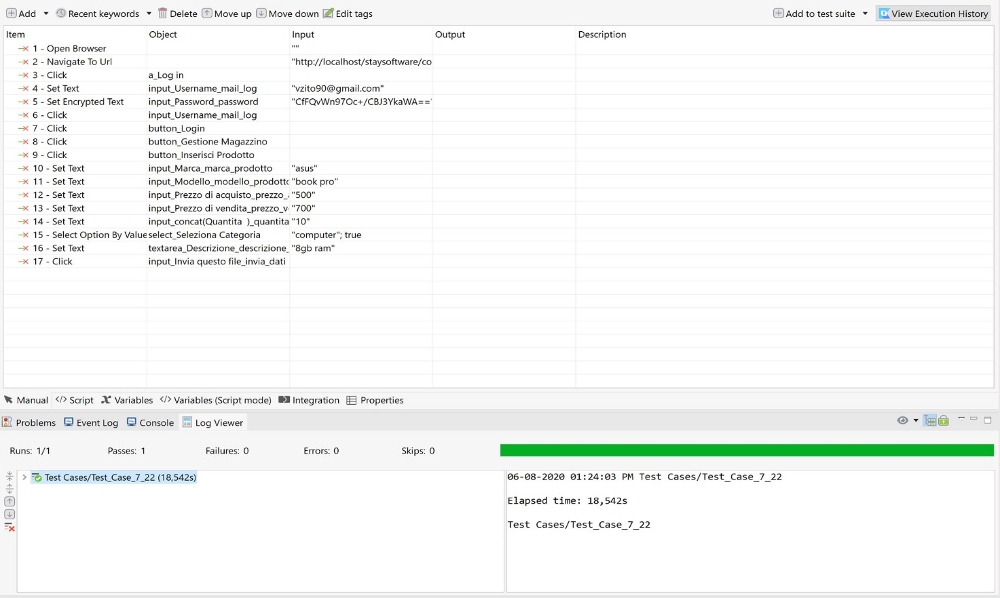 Add Recent keywords Delete Move up Move down Edit tags Add to test suite View Execution History
Item Object Input Output Description
1 - Open Browser ""
2 - Navigate To Url "http://localhost/staysoftware/co
3 - Click a_Log in
4 - Set Text input_Username_mail_log "vzito90@gmail.com"
5 - Set Encrypted Text input_Password_password "CfFQvWn97Oc+/CBJ3YkaWA=="
6 - Click input_Username_mail_log
7 - Click button_Login
8 - Click button_Gestione Magazzino
9 - Click button_Inserisci Prodotto
10 - Set Text input_Marca_marca_prodotto "asus"
11 - Set Text input_Modello_modello_prodotto "book pro"
12 - Set Text input_Prezzo di acquisto_prezzo_ "500"
13 - Set Text input_Prezzo di vendita_prezzo_v "700"
14 - Set Text input_concat(Quantita )_quantita "10"
15 - Select Option By Value select_Seleziona Categoria "computer"; true
16 - Set Text textarea_Descrizione_descrizione_ "8gb ram"
17 - Click input_Invia questo file_invia_dati
Manual Script Variables Variables (Script mode) Integration Properties
Problems Event Log Console Log Viewer
Runs: 1/1 Passes: 1 Failures: 0 Errors: 0 Skips: 0
Test Cases/Test_Case_7_22 (18,542s)
06-08-2020 01:24:03 PM Test Cases/Test_Case_7_22
Elapsed time: 18,542s
Test Cases/Test_Case_7_22